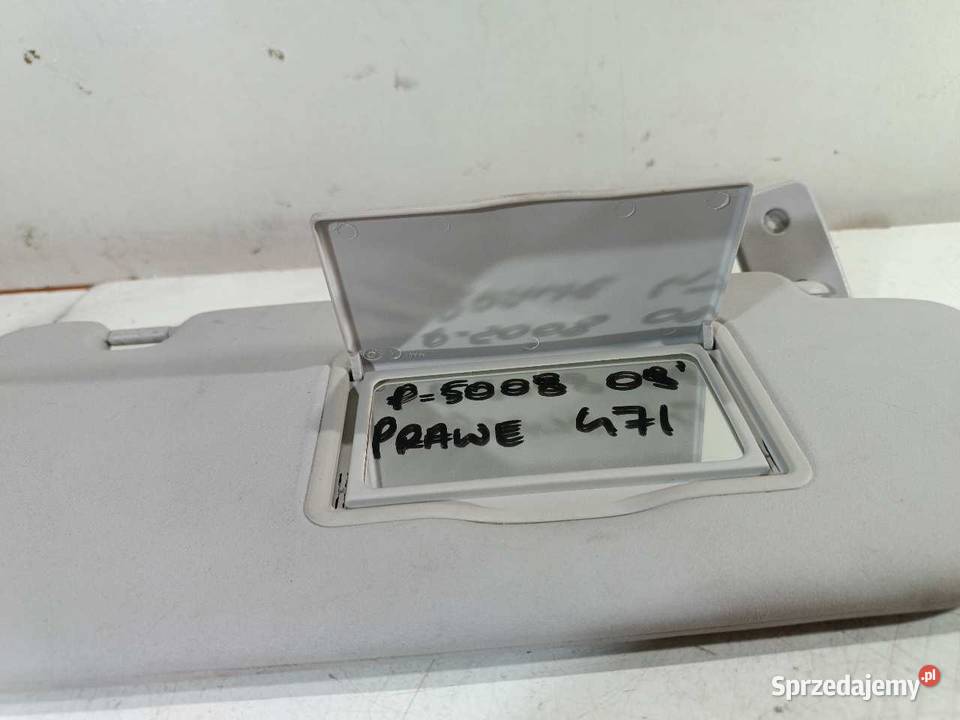 P=5008 08'
PRAWE 471
Sprzedajemy.pl